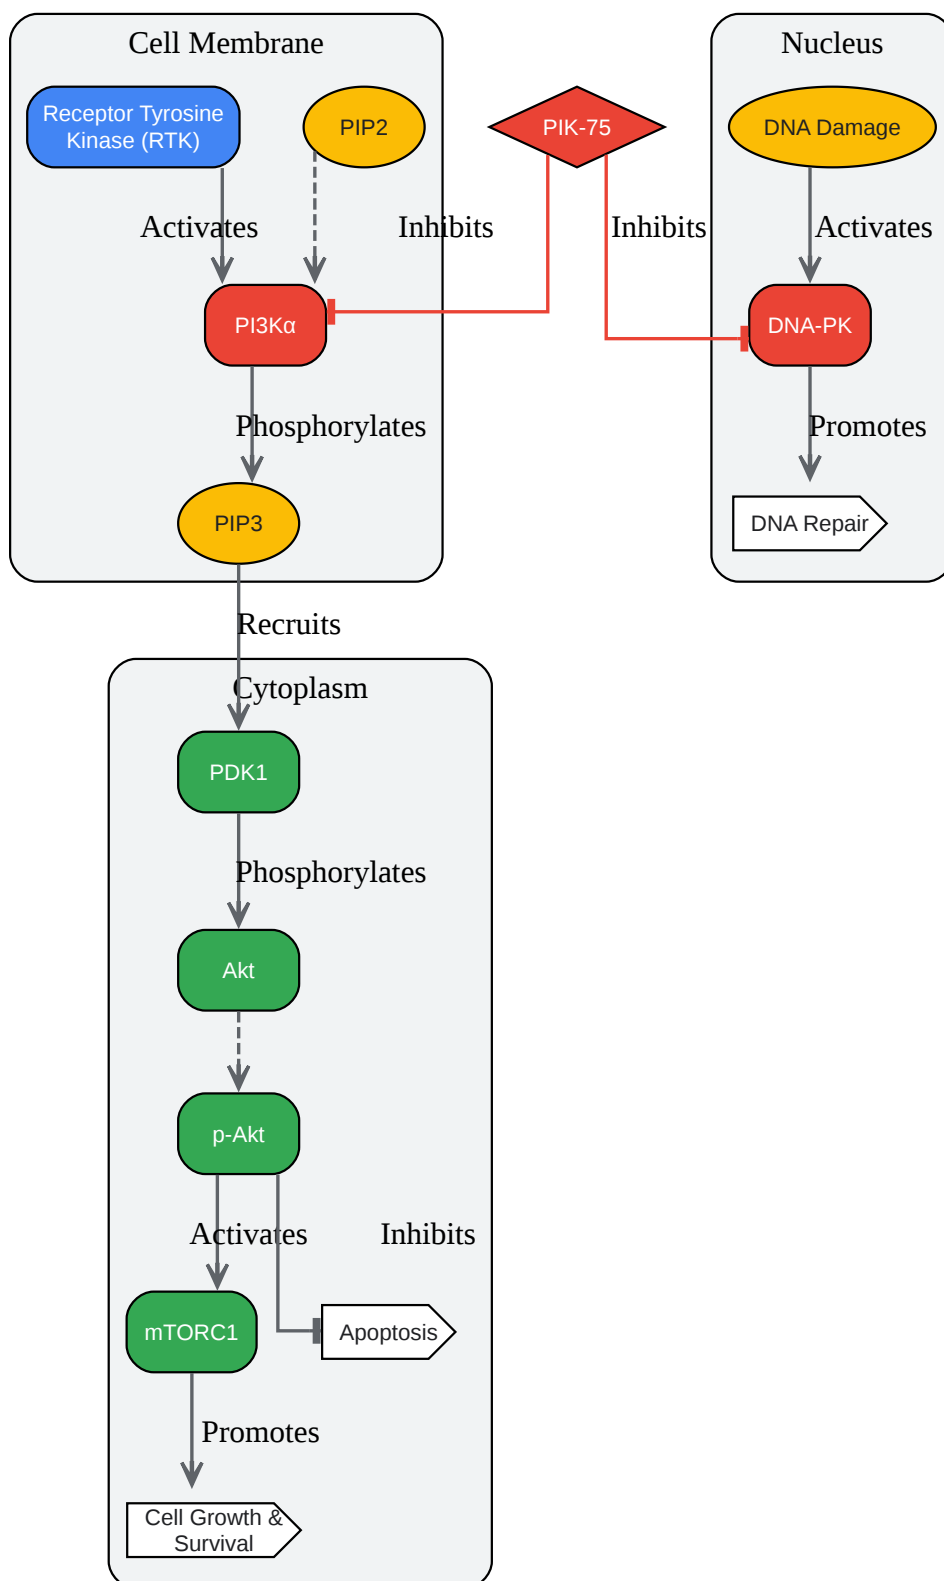 Cell Membrane
Nucleus
Receptor Tyrosine
Kinase (RTK)
PIP2
PIK-75
DNA Damage
Activates
Inhibits
Inhibits
Activates
PI3Kα
DNA-PK
Phosphorylates
Promotes
PIP3
DNA Repair
Recruits
Cytoplasm
PDK1
Phosphorylates
Akt
p-Akt
Activates
Inhibits
mTORC1
Apoptosis
Promotes
Cell Growth &
Survival